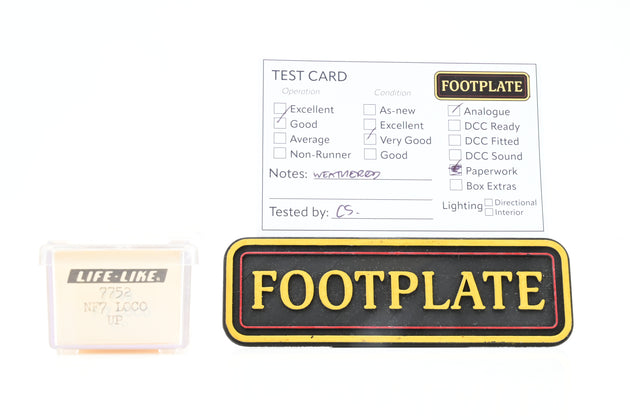 TEST CARD
FOOTPLATE
Operation
Condition
Excellent
Good
Average
Non-Runner
As-new
Excellent
Very Good
Good
Analogue
DCC Ready
DCC Fitted
DCC Sound
Paperwork
Box Extras
Notes: WEATHERED
Tested by: CS.
Lighting
Directional
Interior
LIFE-LIKE®
7752
NF7 LOCO
UP
FOOTPLATE